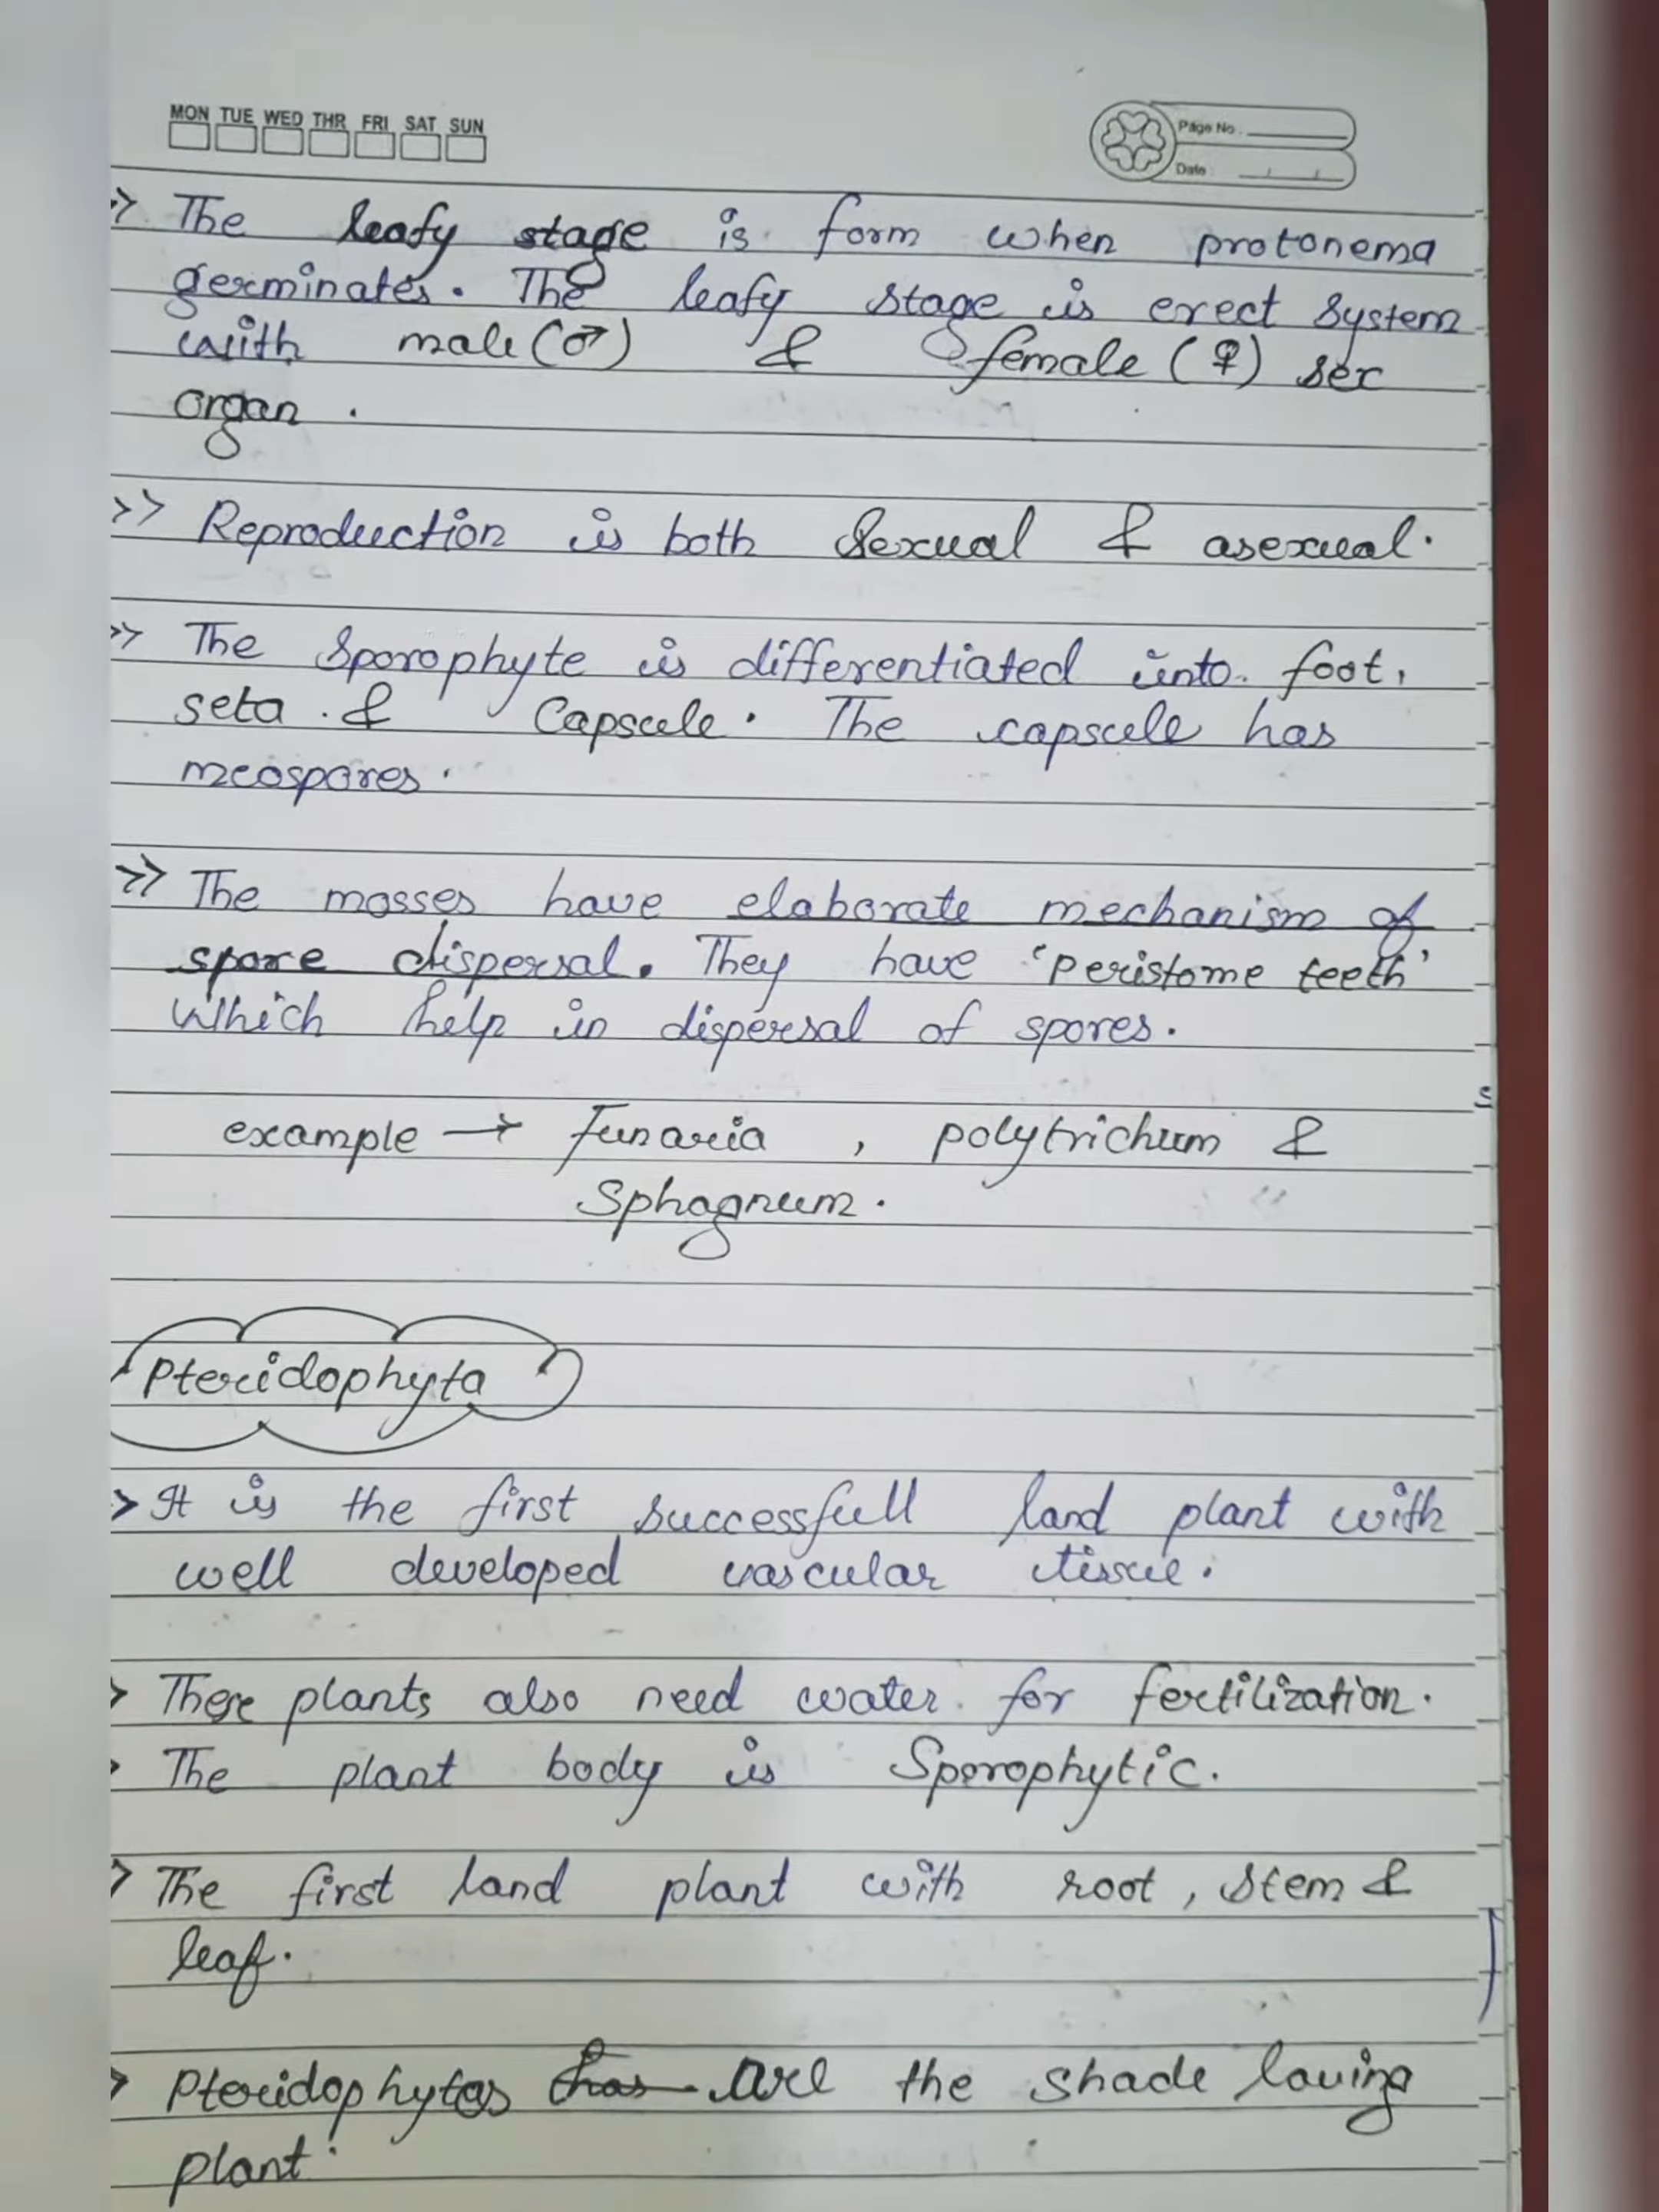 MON TUE WED THR FRI SAT SUN
Page No.
Date
>> The leafy stage is form when protonema
germinates. The leafy stage is erect system
with male (♂) & female (♀) sex
organ.
>> Reproduction is both sexual & asexual.
>> The Sporophyte is differentiated into foot,
seta & Capsule. The capsule has
meospores.
>> The mosses have elaborate mechanism of
spore dispersal. They have 'peristome teeth'
which help in dispersal of spores.
example → Funaria, polytrichum &
Sphagnum.
Pteridophyta
> It is the first successfull land plant with
well developed vascular tissue.
> These plants also need water for fertilization.
> The plant body is Sporophytic.
> The first land plant with root, stem &
leaf.
> Pteridophytes has are the shade loving
plant.